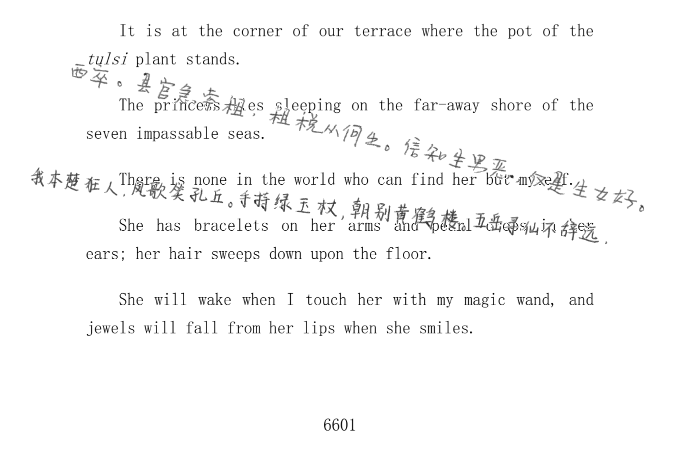 It is at the corner of our terrace where the pot of the
tulsi plant stands.
西卒。县官急索租，租税从何出。信知生男恶，反是生女好。
The princess lies sleeping on the far-away shore of the
seven impassable seas.
There is none in the world who can find her but myself.
我本楚狂人，凤歌笑孔丘。手持绿玉杖，朝别黄鹤楼。五岳寻仙不辞远，
She has bracelets on her arms and pearl drops in her
ears; her hair sweeps down upon the floor.
She will wake when I touch her with my magic wand, and
jewels will fall from her lips when she smiles.
6601